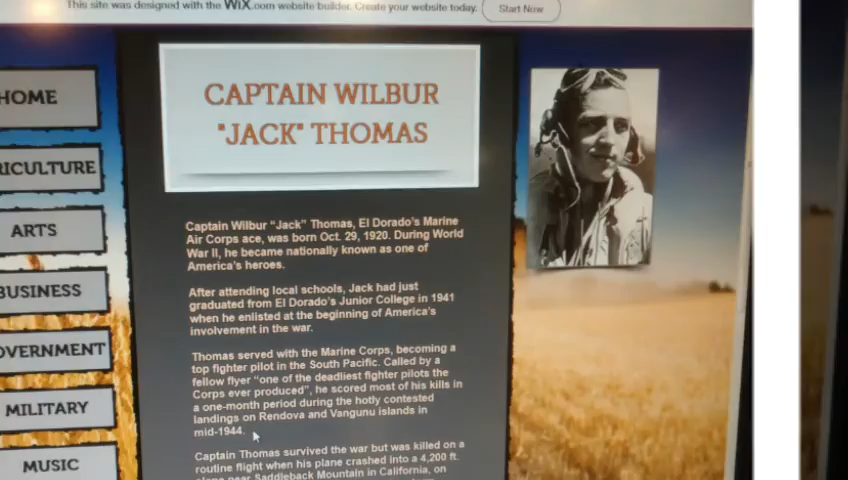 This site was designed with the WiX.com website builder. Create your website today.
Start Now
HOME
RICULTURE
ARTS
BUSINESS
OVERNMENT
MILITARY
MUSIC
CAPTAIN WILBUR
"JACK" THOMAS
Captain Wilbur “Jack” Thomas, El Dorado’s Marine
Air Corps ace, was born Oct. 29, 1920. During World
War II, he became nationally known as one of
America’s heroes.
After attending local schools, Jack had just
graduated from El Dorado’s Junior College in 1941
when he enlisted at the beginning of America’s
involvement in the war.
Thomas served with the Marine Corps, becoming a
top fighter pilot in the South Pacific. Called by a
fellow flyer “one of the deadliest fighter pilots the
Corps ever produced”, he scored most of his kills in
a one-month period during the hotly contested
landings on Rendova and Vangunu islands in
mid-1944.
Captain Thomas survived the war but was killed on a
routine flight when his plane crashed into a 4,200 ft.
near Saddleback Mountain in California, on